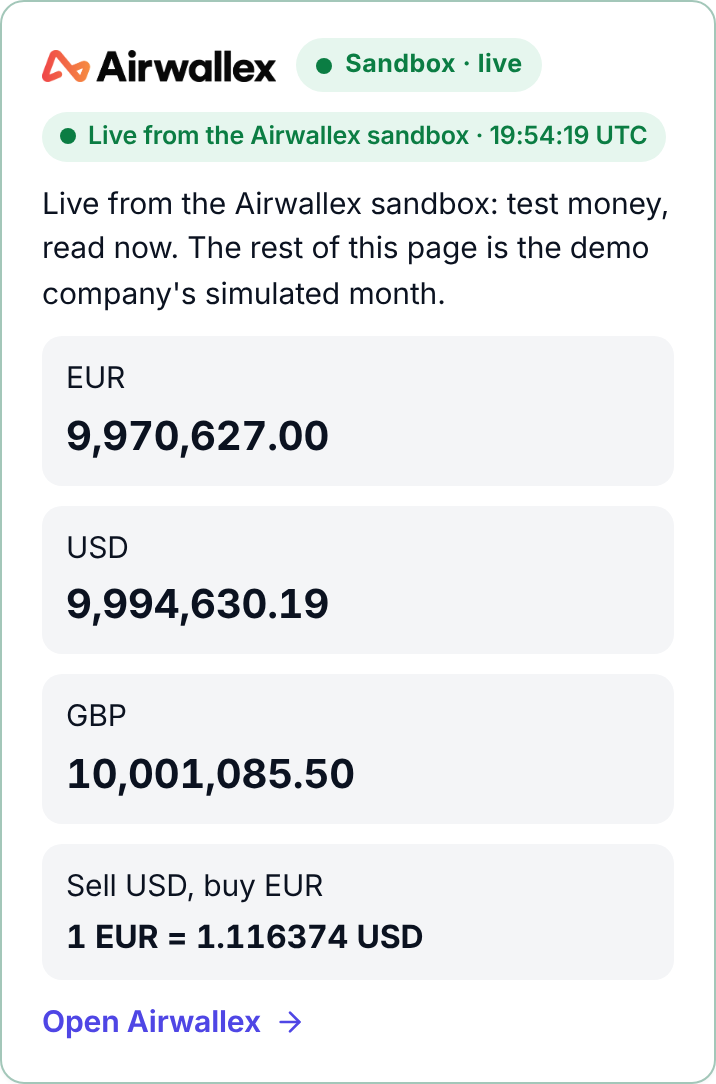 Airwallex
Sandbox · live
Live from the Airwallex sandbox · 19:54:19 UTC
Live from the Airwallex sandbox: test money,
read now. The rest of this page is the demo
company's simulated month.
EUR
9,970,627.00
USD
9,994,630.19
GBP
10,001,085.50
Sell USD, buy EUR
1 EUR = 1.116374 USD
Open Airwallex →